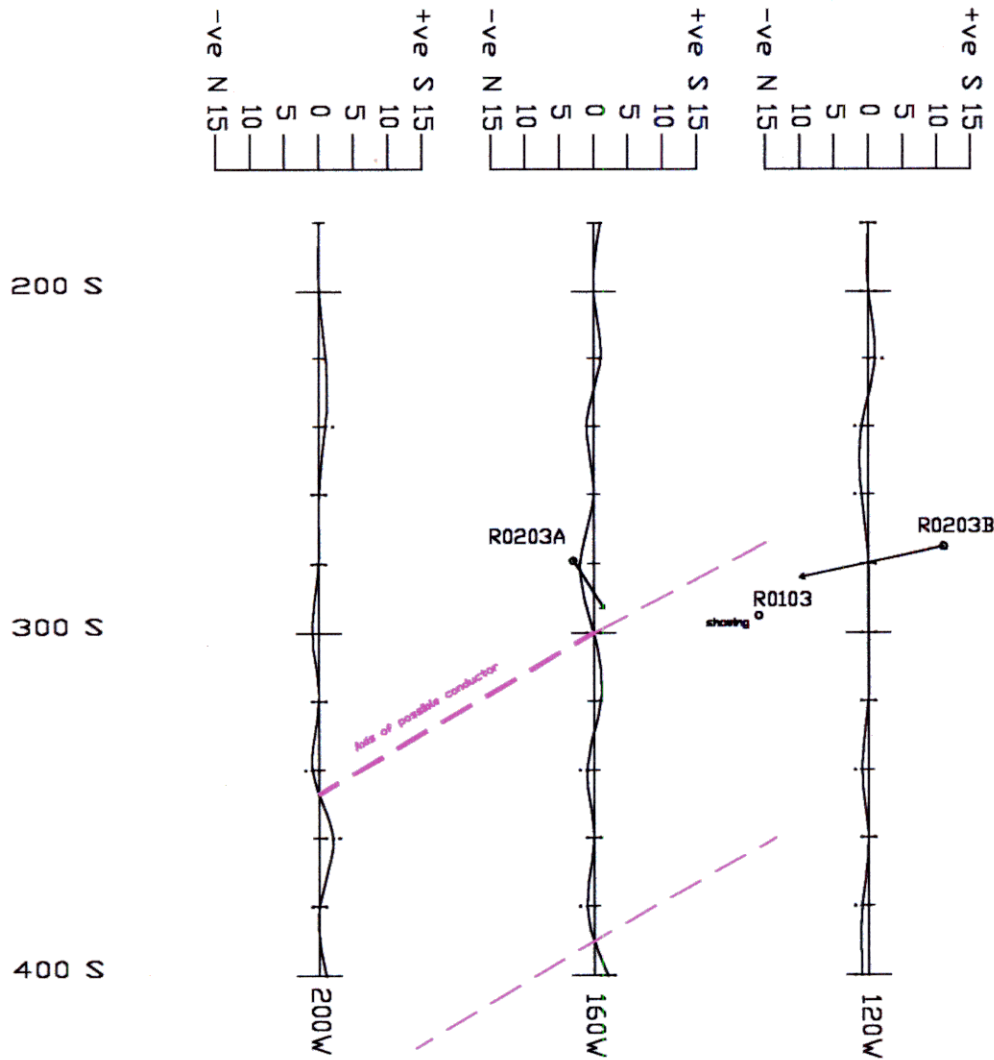 -ve N +ve S
15 10 5 0 5 10 15
-ve N +ve S
15 10 5 0 5 10 15
-ve N +ve S
15 10 5 0 5 10 15
200 S
R0203A
R0203B
R0103
showing
300 S
Axis of possible conductor
400 S
200W
160W
120W